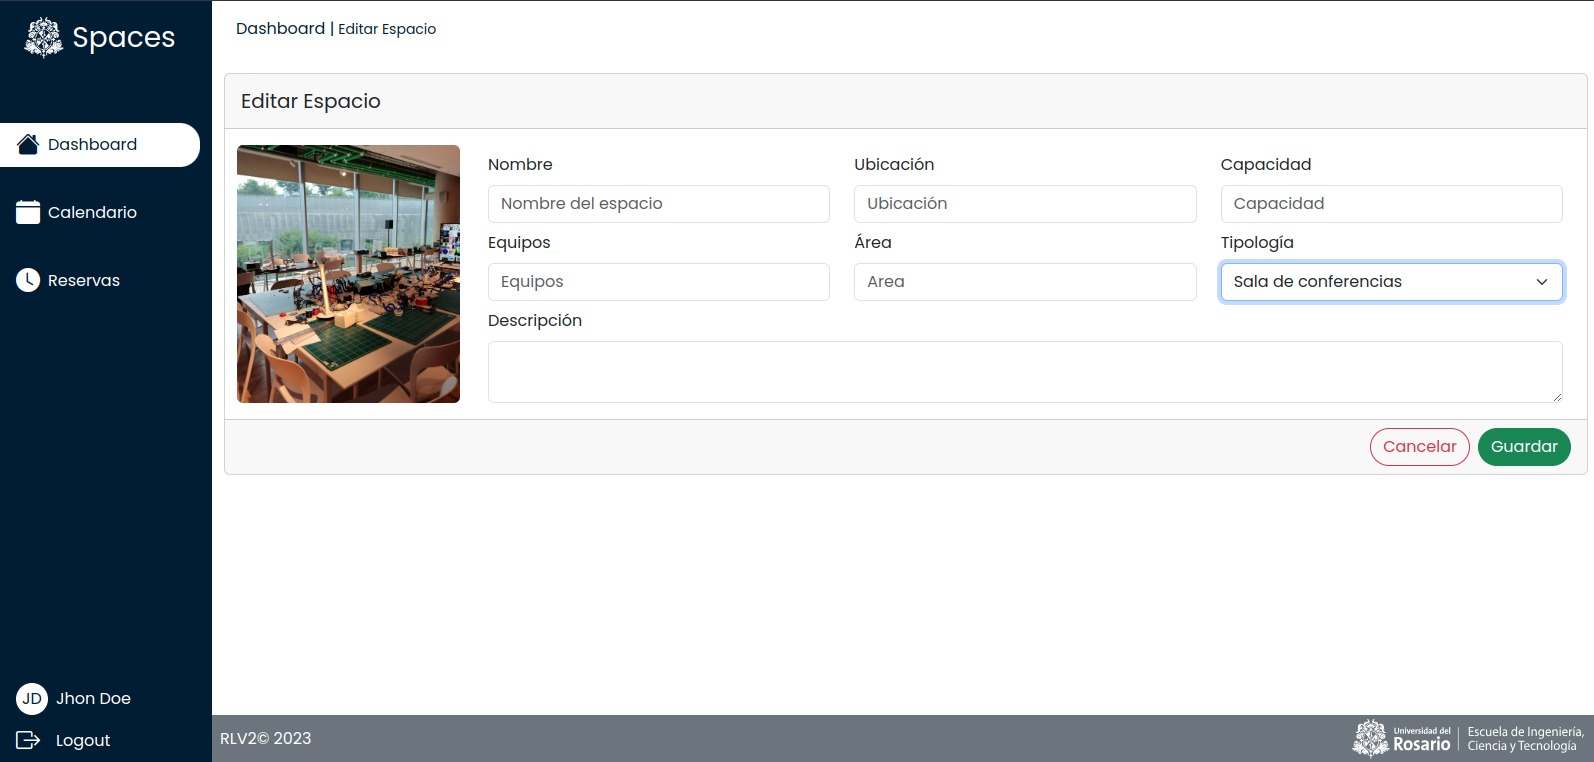 Spaces
Dashboard
Calendario
Reservas
JD Jhon Doe
Logout
Dashboard | Editar Espacio
Editar Espacio
Nombre
Ubicación
Capacidad
Nombre del espacio
Ubicación
Capacidad
Equipos
Área
Tipología
Equipos
Area
Sala de conferencias
Descripción
Cancelar
Guardar
RLV2© 2023
Universidad del
Rosario
Escuela de Ingeniería,
Ciencia y Tecnología